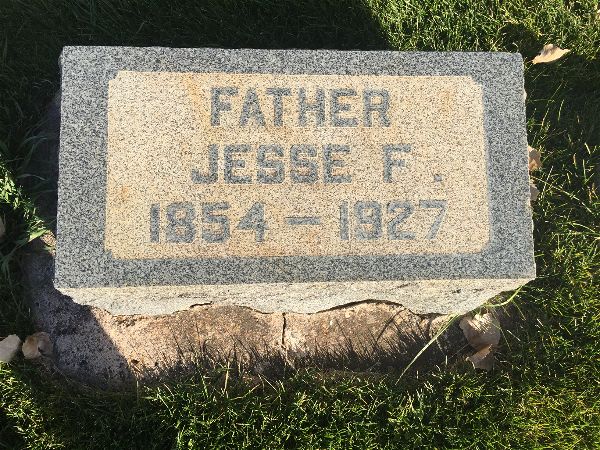 FATHER
JESSE F.
1854 – 1927